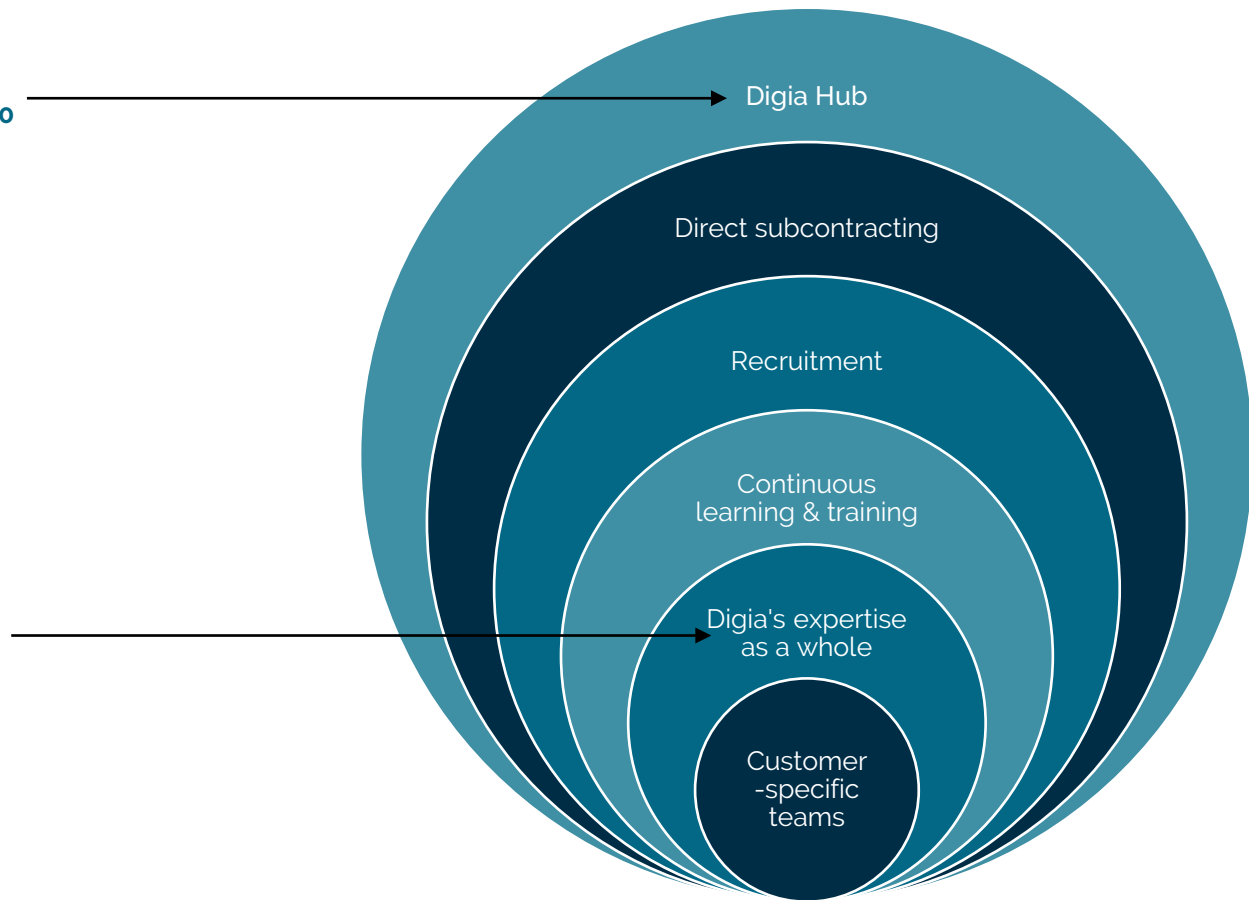 Digia Hub
Direct subcontracting
Recruitment
Continuous
learning & training
Digia's expertise
as a whole
Customer
-specific
teams